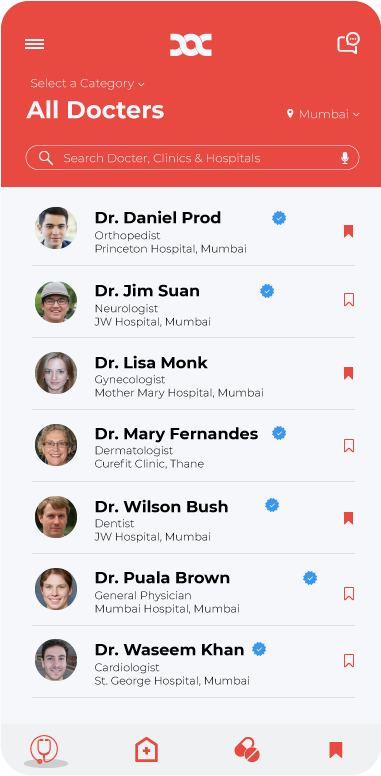 DOC
Select a Category
All Docters
Mumbai
Search Docter, Clinics & Hospitals
Dr. Daniel Prod
Orthopedist
Princeton Hospital, Mumbai
Dr. Jim Suan
Neurologist
JW Hospital, Mumbai
Dr. Lisa Monk
Gynecologist
Mother Mary Hospital, Mumbai
Dr. Mary Fernandes
Dermatologist
Curefit Clinic, Thane
Dr. Wilson Bush
Dentist
JW Hospital, Mumbai
Dr. Puala Brown
General Physician
Mumbai Hospital, Mumbai
Dr. Waseem Khan
Cardiologist
St. George Hospital, Mumbai